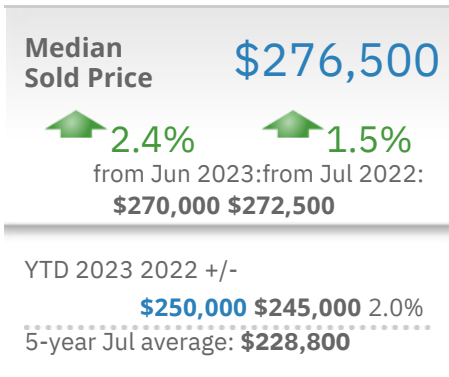 Median
Sold Price
$276,500
2.4% 1.5%
from Jun 2023:from Jul 2022:
$270,000 $272,500
YTD 2023 2022 +/-
$250,000 $245,000 2.0%
5-year Jul average: $228,800